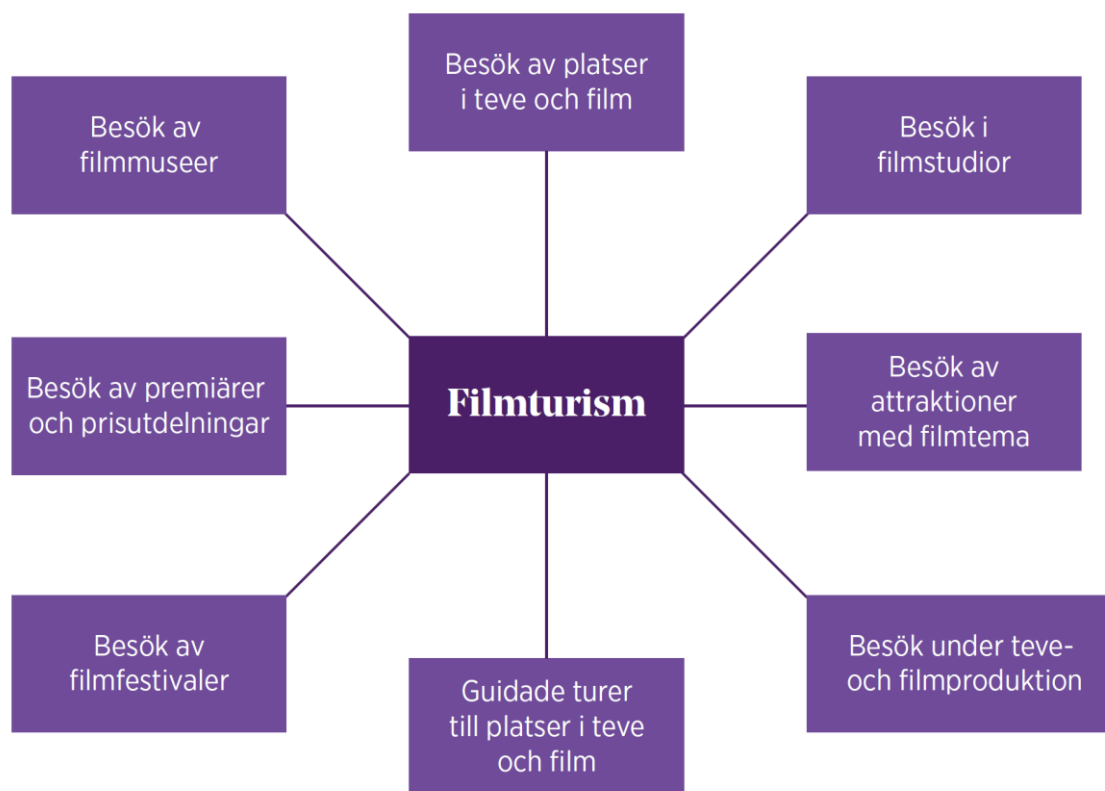 Besök av platser
i teve och film
Besök av
filmmuseer
Besök i
filmstudior
Besök av premiärer
och prisutdelningar
Filmturism
Besök av
attraktioner
med filmtema
Besök av
filmfestivaler
Guidade turer
till platser i teve
och film
Besök under teve-
och filmproduktion